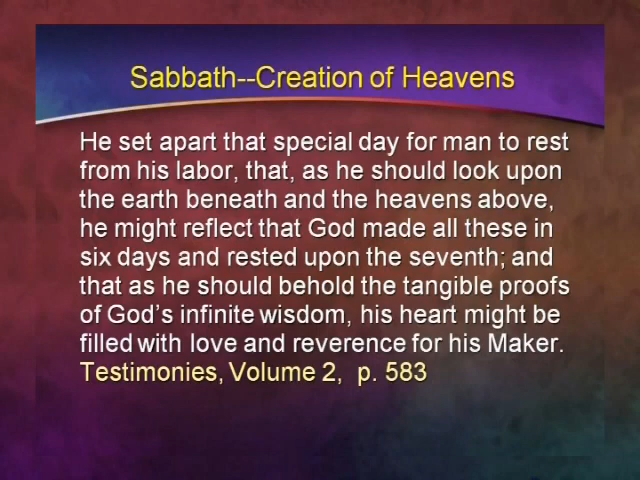 Sabbath--Creation of Heavens
He set apart that special day for man to rest
from his labor, that, as he should look upon
the earth beneath and the heavens above,
he might reflect that God made all these in
six days and rested upon the seventh; and
that as he should behold the tangible proofs
of God’s infinite wisdom, his heart might be
filled with love and reverence for his Maker.
Testimonies, Volume 2,  p. 583